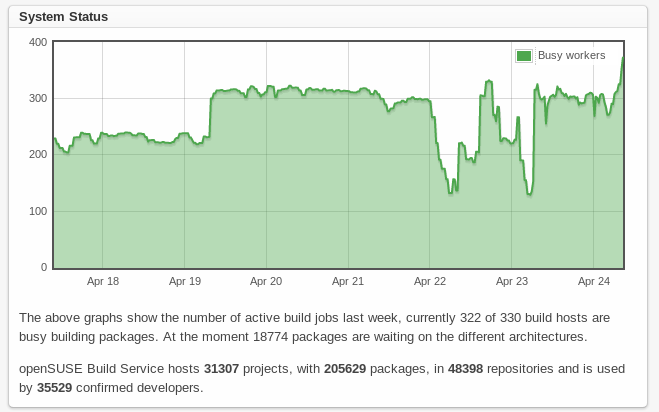 System Status
400
Busy workers
300
200
100
0
Apr 18 Apr 19 Apr 20 Apr 21 Apr 22 Apr 23 Apr 24
The above graphs show the number of active build jobs last week, currently 322 of 330 build hosts are
busy building packages. At the moment 18774 packages are waiting on the different architectures.
openSUSE Build Service hosts 31307 projects, with 205629 packages, in 48398 repositories and is used
by 35529 confirmed developers.